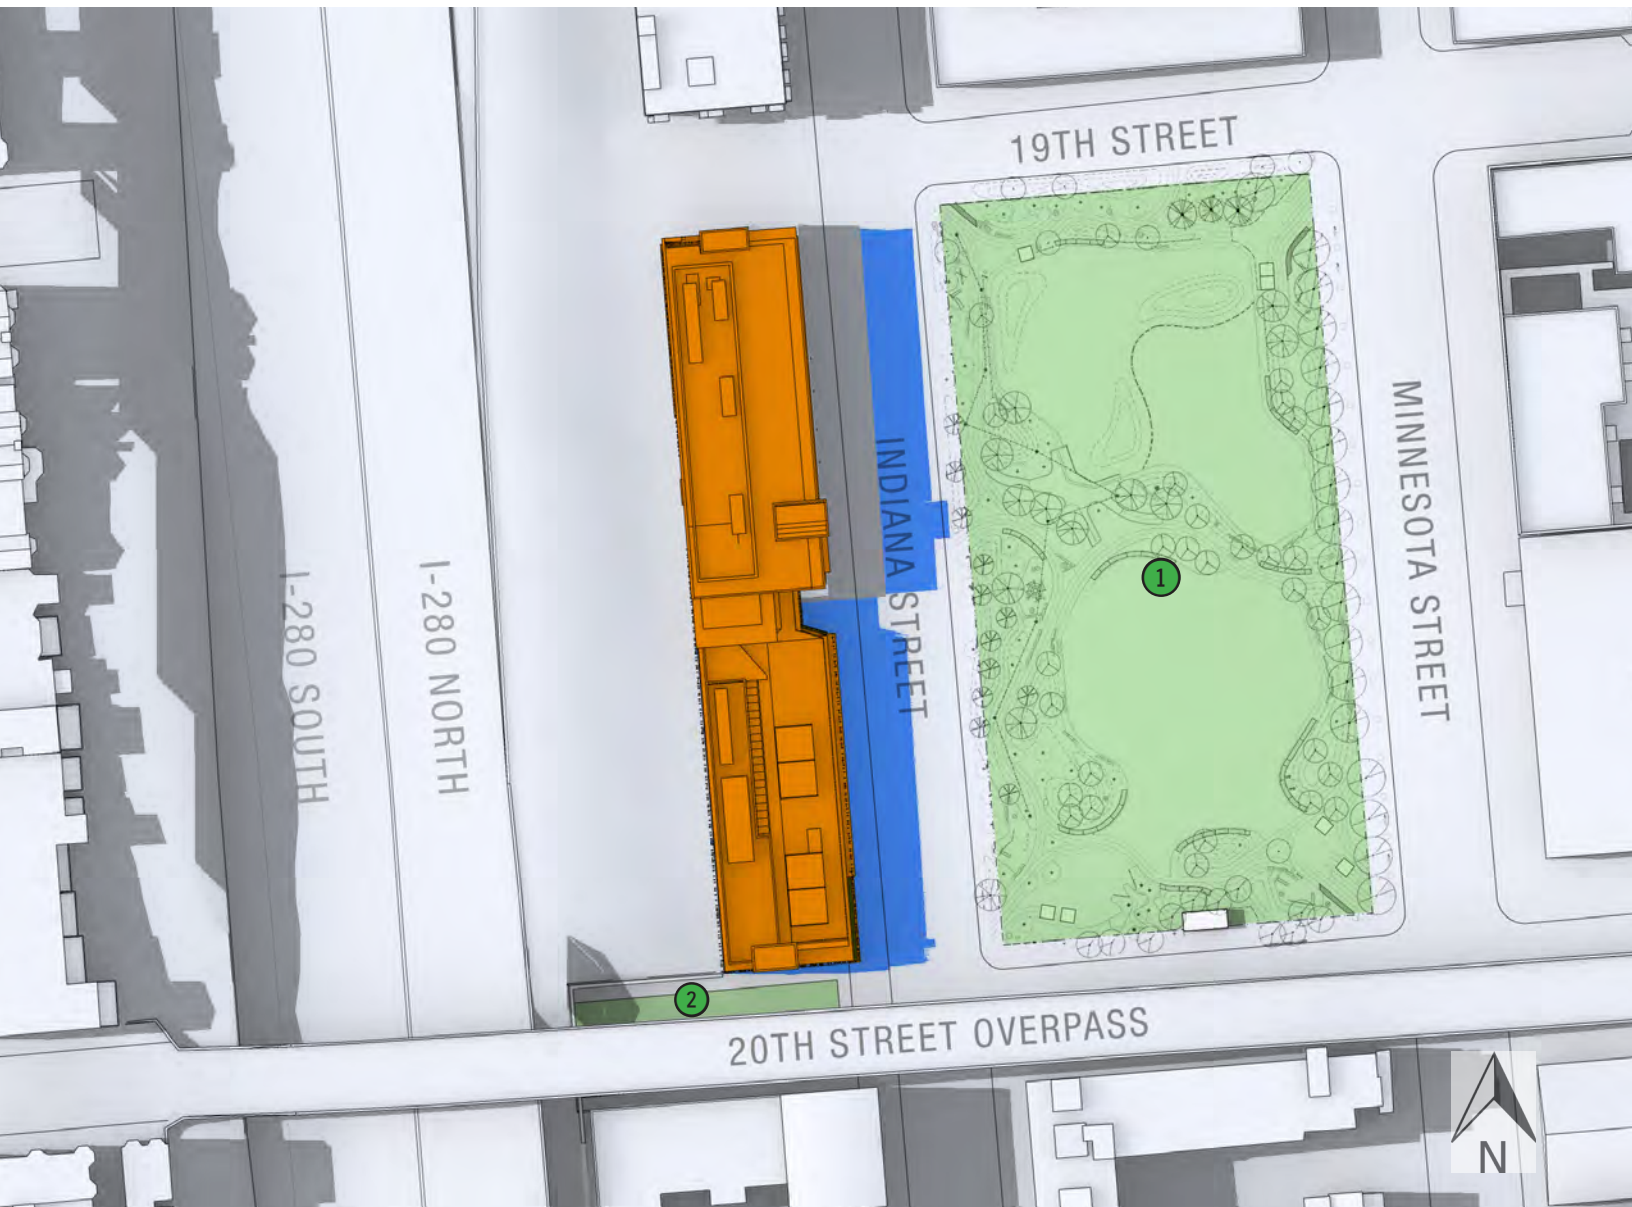 19TH STREET
INDIANA STREET
MINNESOTA STREET
I-280 SOUTH
I-280 NORTH
1
2
20TH STREET OVERPASS
N